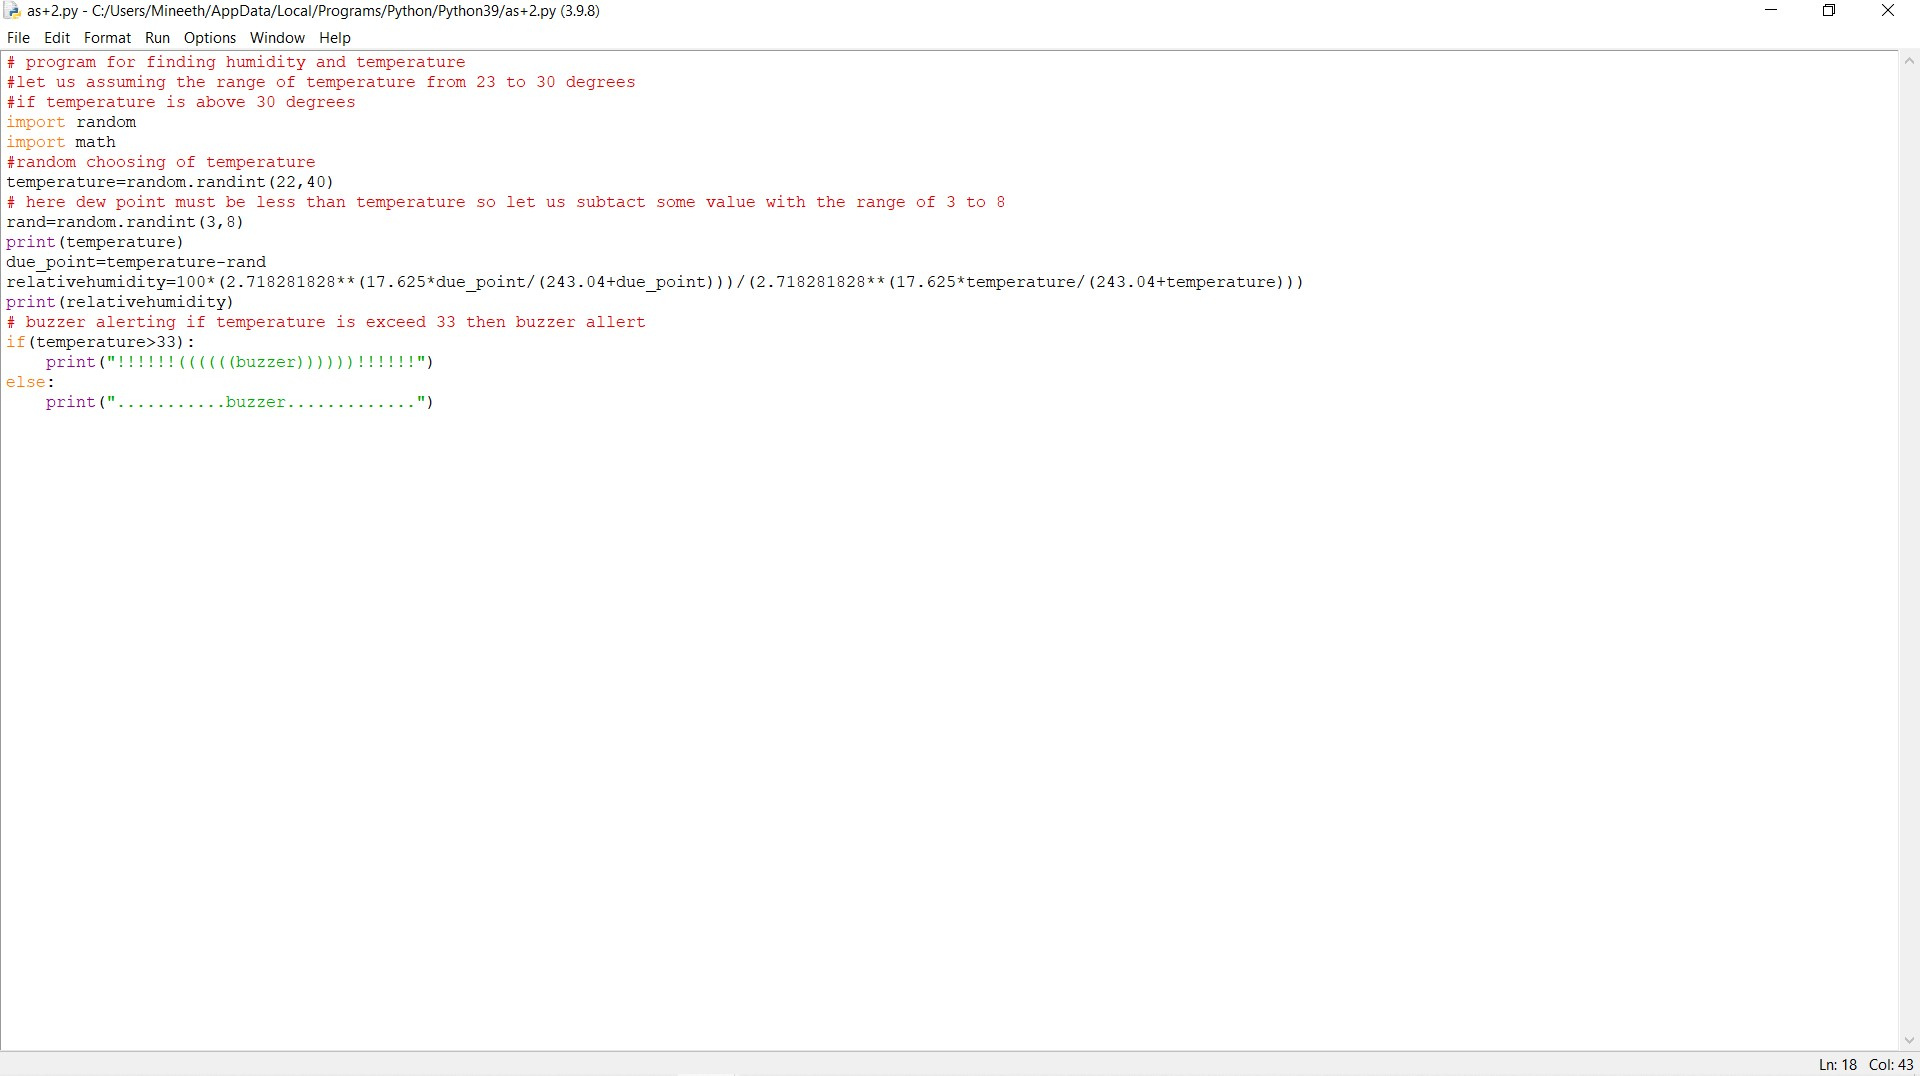 as+2.py - C:/Users/Mineeth/AppData/Local/Programs/Python/Python39/as+2.py (3.9.8)
File Edit Format Run Options Window Help
# program for finding humidity and temperature
#let us assuming the range of temperature from 23 to 30 degrees
#if temperature is above 30 degrees
import random
import math
#random choosing of temperature
temperature=random.randint(22,40)
# here dew point must be less than temperature so let us subtact some value with the range of 3 to 8
rand=random.randint(3,8)
print(temperature)
due_point=temperature-rand
relativehumidity=100*(2.718281828**(17.625*due_point/(243.04+due_point)))/(2.718281828**(17.625*temperature/(243.04+temperature)))
print(relativehumidity)
# buzzer alerting if temperature is exceed 33 then buzzer allert
if(temperature>33):
    print("!!!!!!((((((buzzer))))))!!!!!!")
else:
    print("...........buzzer.............")
Ln: 18 Col: 43